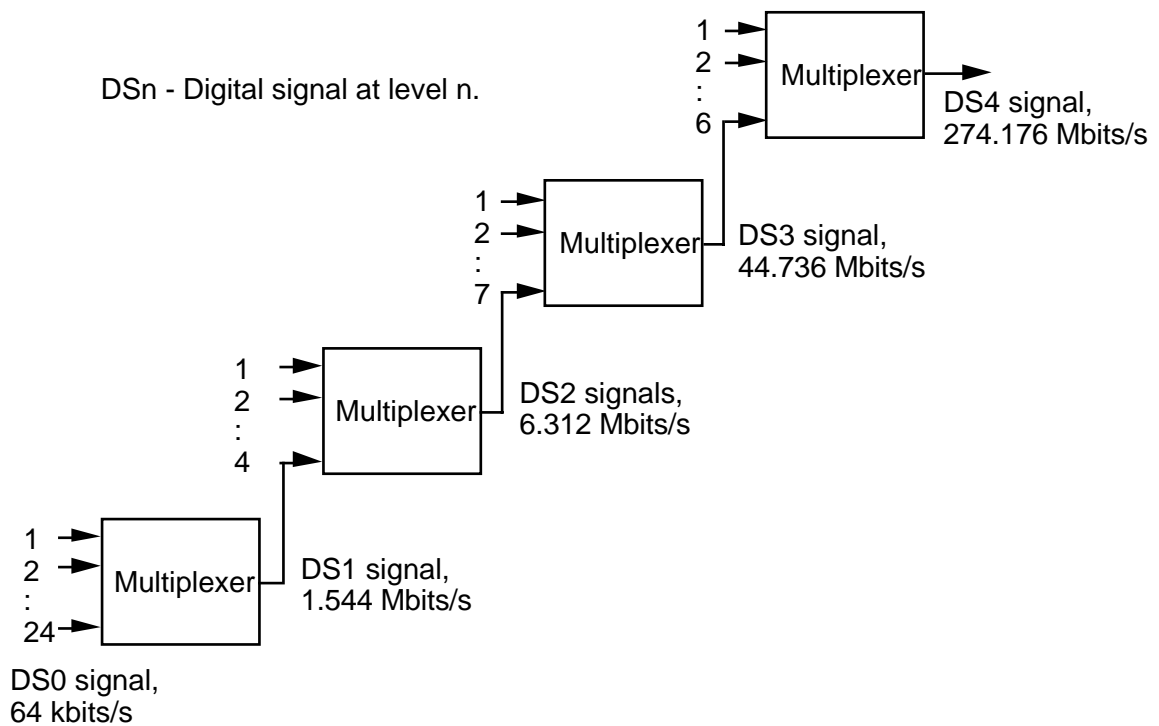 DSn - Digital signal at level n.
1
2
:
6
Multiplexer
DS4 signal,
274.176 Mbits/s
1
2
:
7
Multiplexer
DS3 signal,
44.736 Mbits/s
1
2
:
4
Multiplexer
DS2 signals,
6.312 Mbits/s
1
2
:
24
Multiplexer
DS1 signal,
1.544 Mbits/s
DS0 signal,
64 kbits/s